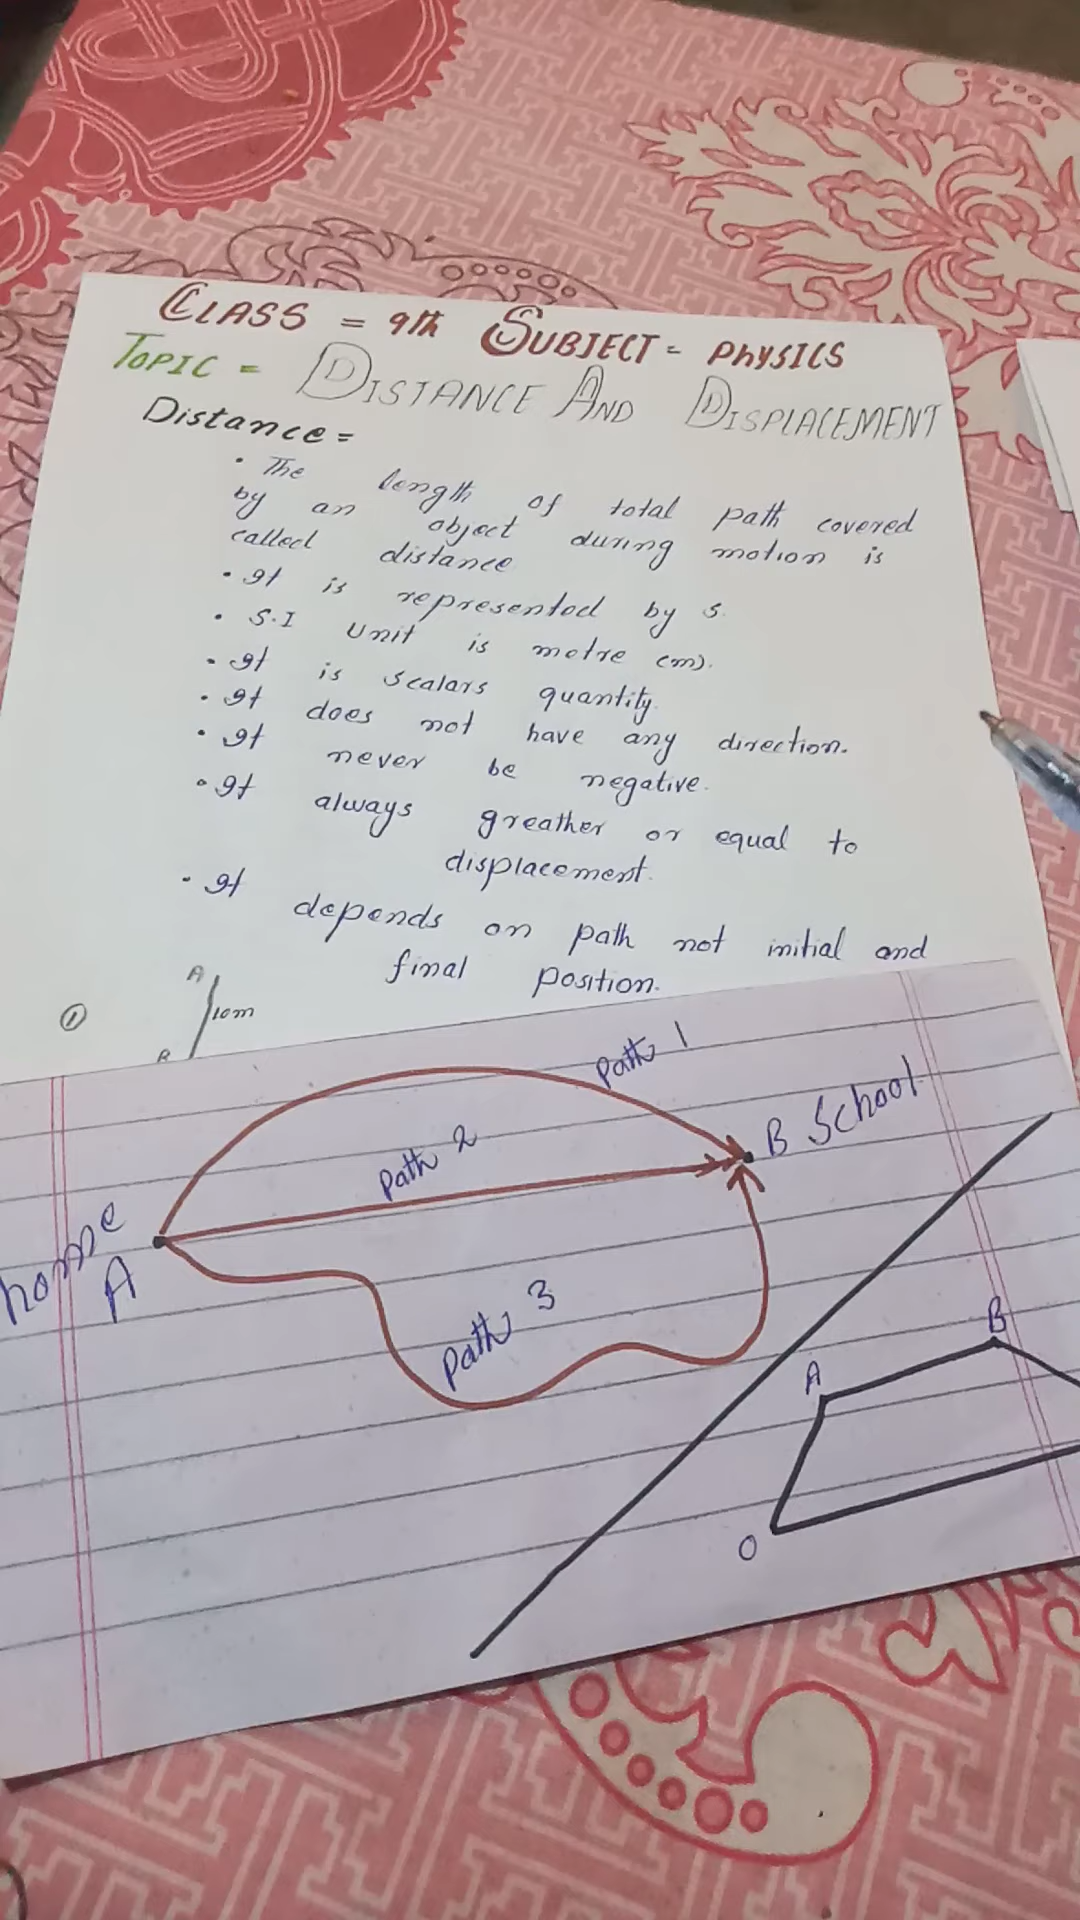 CLASS = 9th SUBJECT = PHYSICS
TOPIC = DISTANCE AND DISPLACEMENT
Distance =
• The length of total path covered
by an object during motion is
called distance
• It is represented by s.
• S.I Unit is metre (m).
• It is scalars quantity.
• It does not have any direction.
• It never be negative.
• It always greather or equal to
displacement.
• It depends on path not initial and
final position.
① A
10m
B
Path 1
B School
Path 2
home
A
Path 3
B
A
O